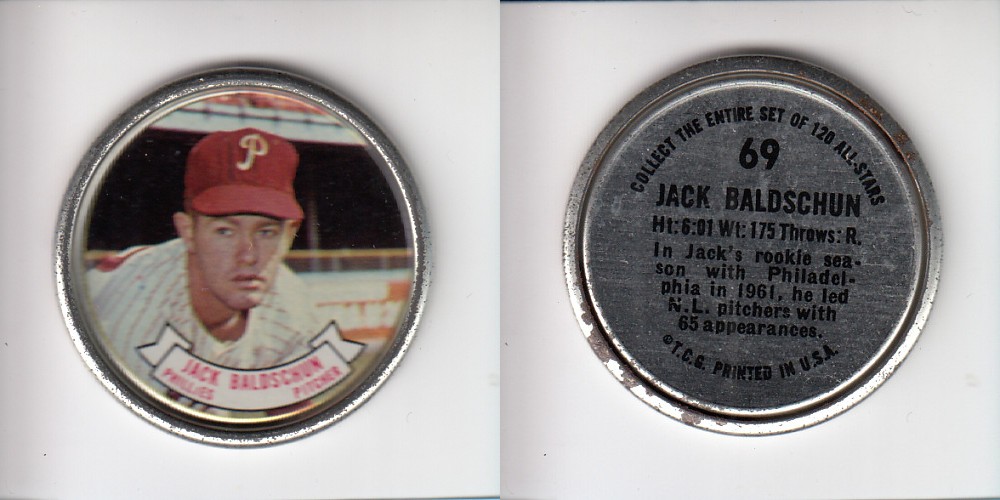 P
JACK BALDSCHUN
PHILLIES PITCHER
COLLECT THE ENTIRE SET OF 120 ALL-STARS
69
JACK BALDSCHUN
Ht: 6:01 Wt: 175 Throws: R.
In Jack's rookie sea-
son with Philadel-
phia in 1961, he led
N.L. pitchers with
65 appearances.
©T.C.G. PRINTED IN U.S.A.